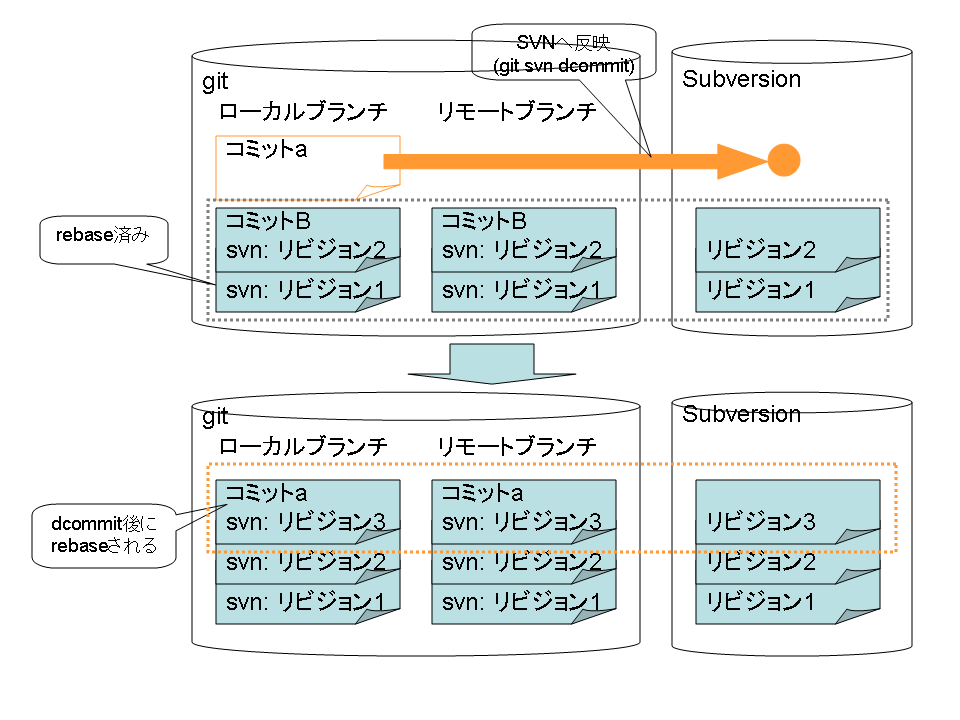 SVNへ反映
(git svn dcommit)
git
Subversion
ローカルブランチ
リモートブランチ
コミットa
rebase済み
コミットB
svn: リビジョン2
svn: リビジョン1
コミットB
svn: リビジョン2
svn: リビジョン1
リビジョン2
リビジョン1
git
Subversion
ローカルブランチ
リモートブランチ
dcommit後に
rebaseされる
コミットa
svn: リビジョン3
svn: リビジョン2
svn: リビジョン1
コミットa
svn: リビジョン3
svn: リビジョン2
svn: リビジョン1
リビジョン3
リビジョン2
リビジョン1